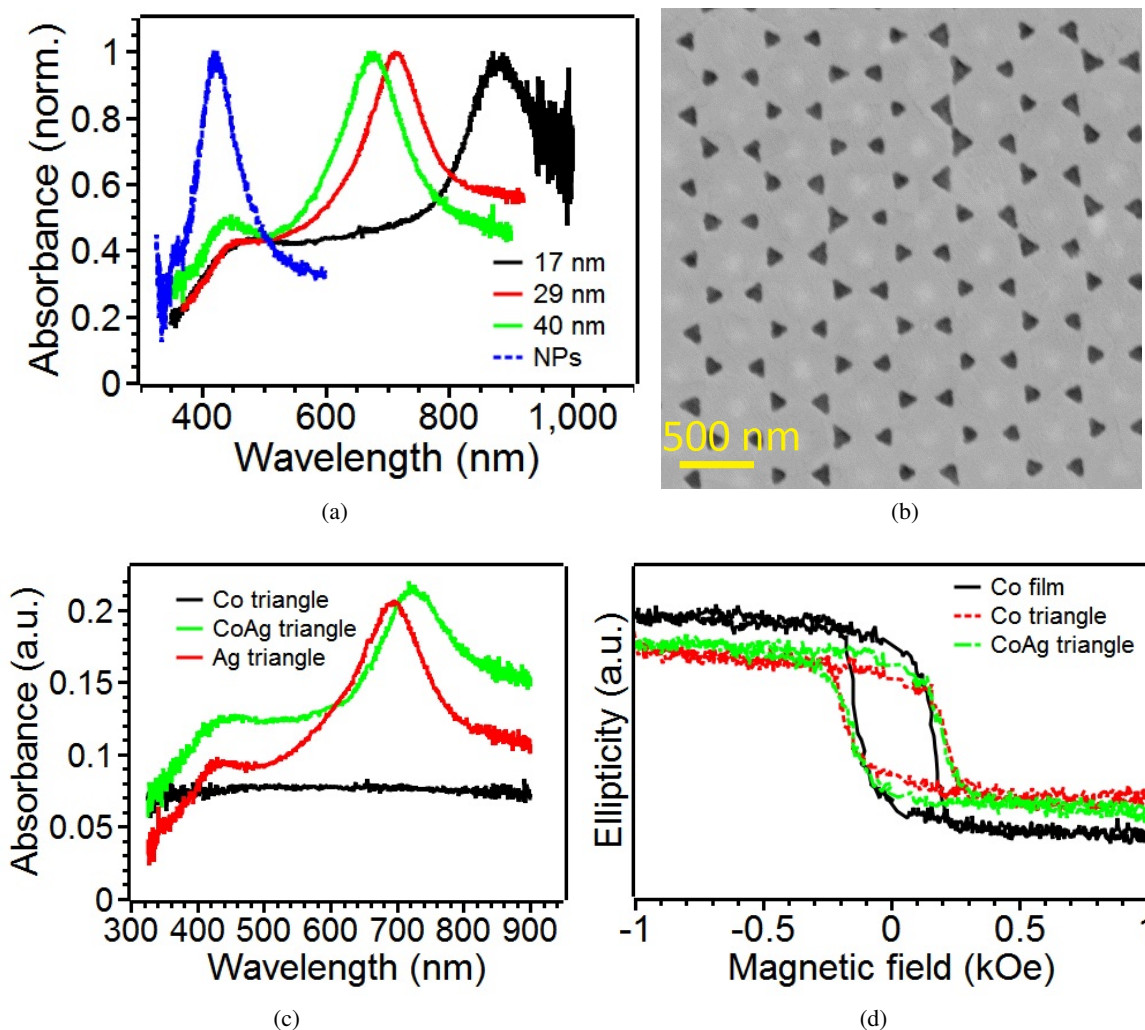 Absorbance (norm.)
1
0.8
0.6
0.4
0.2
0
17 nm
29 nm
40 nm
NPs
400 600 800 1,000
Wavelength (nm)
(a)
500 nm
(b)
Absorbance (a.u.)
0.2
0.15
0.1
0.05
0
Co triangle
CoAg triangle
Ag triangle
300 400 500 600 700 800 900
Wavelength (nm)
(c)
Ellipticity (a.u.)
Co film
Co triangle
CoAg triangle
-1 -0.5 0 0.5 1
Magnetic field (kOe)
(d)